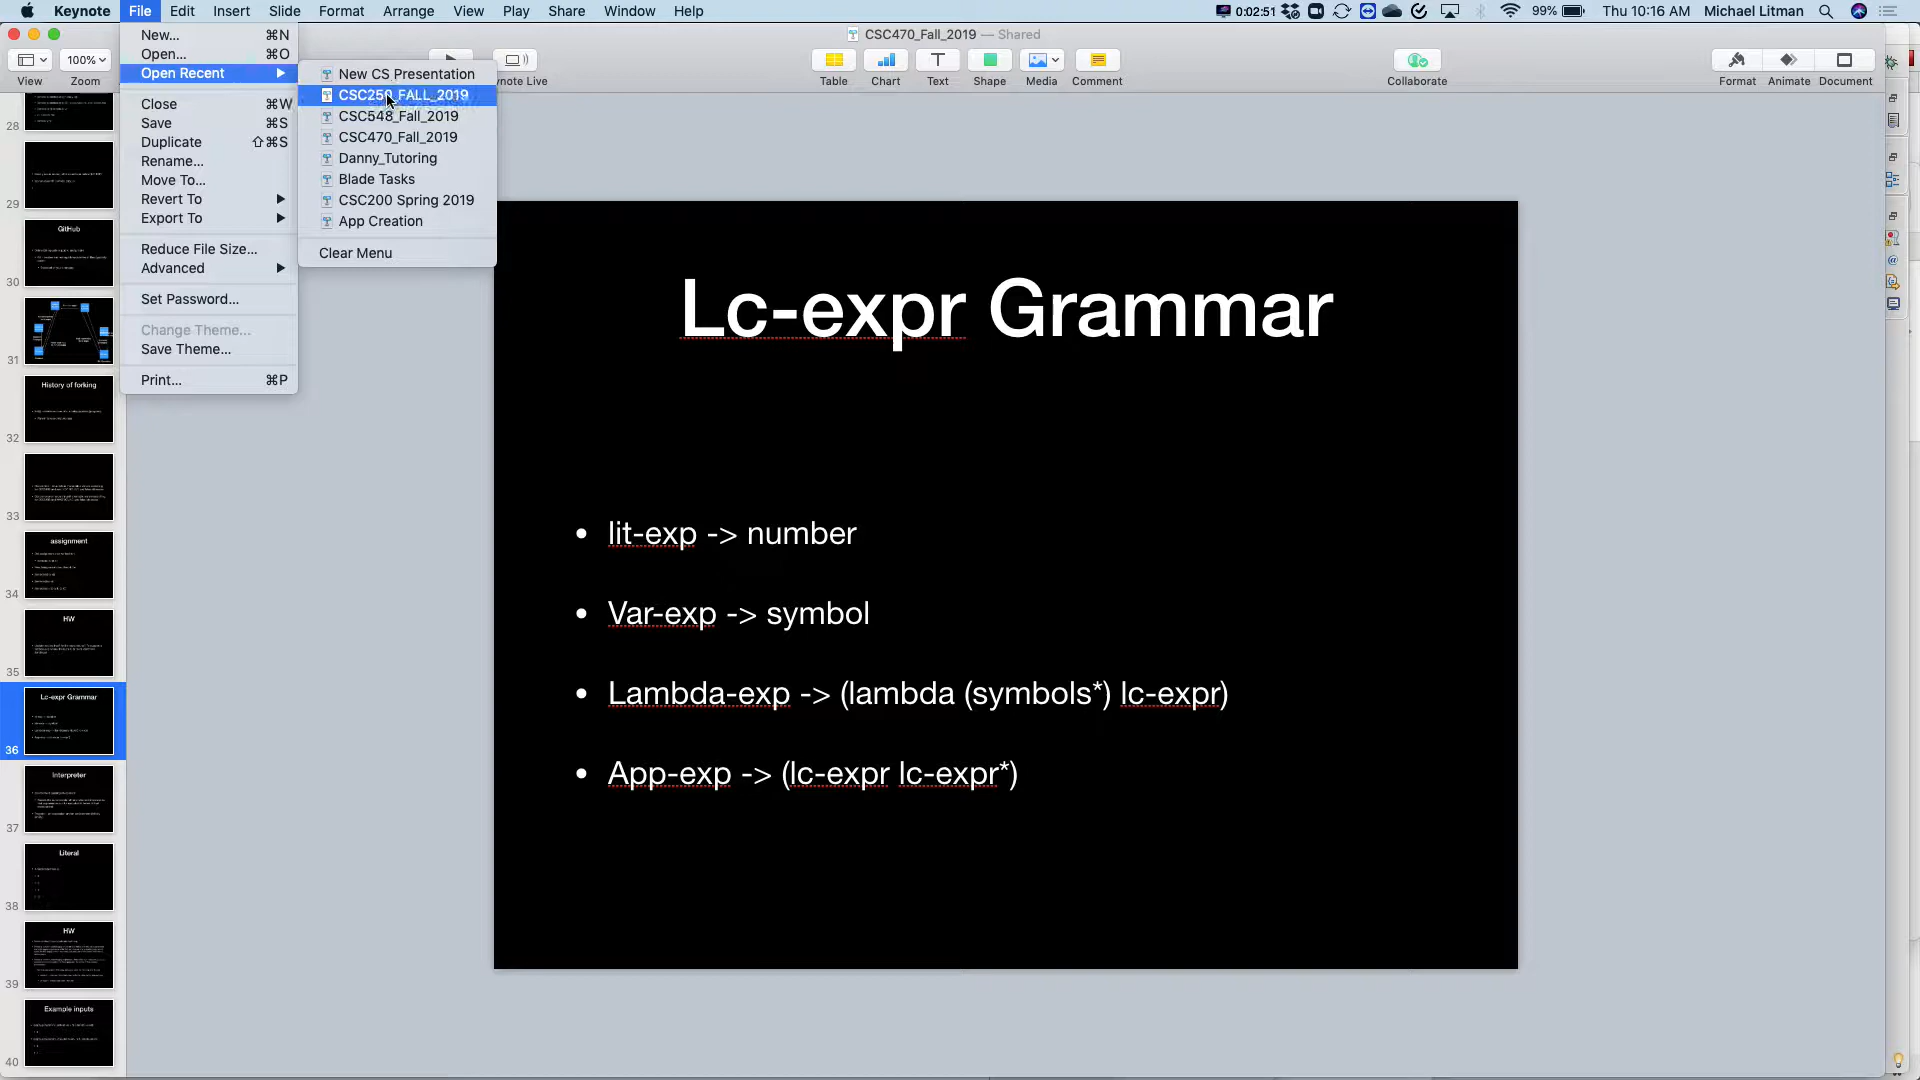 Keynote File Edit Insert Slide Format Arrange View Play Share Window Help 0:02:51 99% Thu 10:16 AM Michael Litman
CSC470_Fall_2019 — Shared
100%
View Zoom note Live Table Chart Text Shape Media Comment Collaborate Format Animate Document
New... ⌘N
Open... ⌘O
Open Recent
Close ⌘W
Save ⌘S
Duplicate ⇧⌘S
Rename...
Move To...
Revert To
Export To
Reduce File Size...
Advanced
Set Password...
Change Theme...
Save Theme...
Print... ⌘P
New CS Presentation
CSC250_FALL_2019
CSC548_Fall_2019
CSC470_Fall_2019
Danny_Tutoring
Blade Tasks
CSC200 Spring 2019
App Creation
Clear Menu
28
29
GitHub
30
31
History of forking
32
33
assignment
34
HW
35
Lc-expr Grammar
36
Interpreter
37
Literal
38
HW
39
Example inputs
40
Lc-expr Grammar
• lit-exp -> number
• Var-exp -> symbol
• Lambda-exp -> (lambda (symbols*) lc-expr)
• App-exp -> (lc-expr lc-expr*)